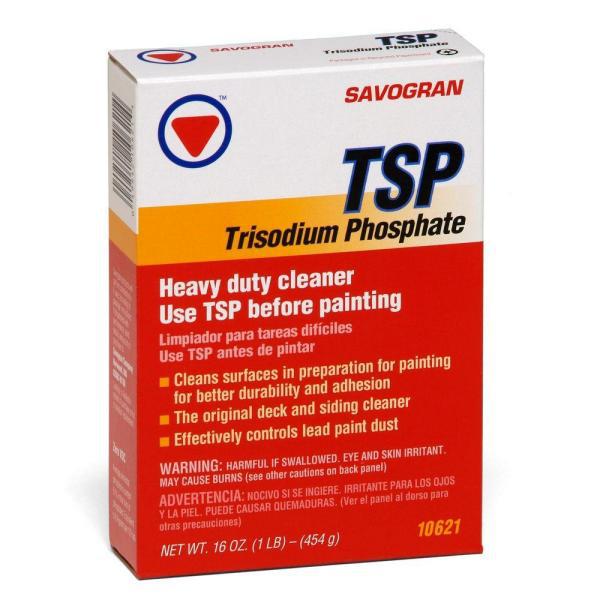 SAVOGRAN
TSP
Trisodium Phosphate
SAVOGRAN
TSP
Trisodium Phosphate
Heavy duty cleaner
Use TSP before painting
Limpiador para tareas difíciles
Use TSP antes de pintar
Cleans surfaces in preparation for painting
for better durability and adhesion
The original deck and siding cleaner
Effectively controls lead paint dust
WARNING: HARMFUL IF SWALLOWED. EYE AND SKIN IRRITANT.
MAY CAUSE BURNS (see other cautions on back panel)
ADVERTENCIA: NOCIVO SI SE INGIERE. IRRITANTE PARA LOS OJOS
Y LA PIEL. PUEDE CAUSAR QUEMADURAS. (Ver el panel al dorso para
otras precauciones)
10621
NET WT. 16 OZ. (1 LB) – (454 g)
TM